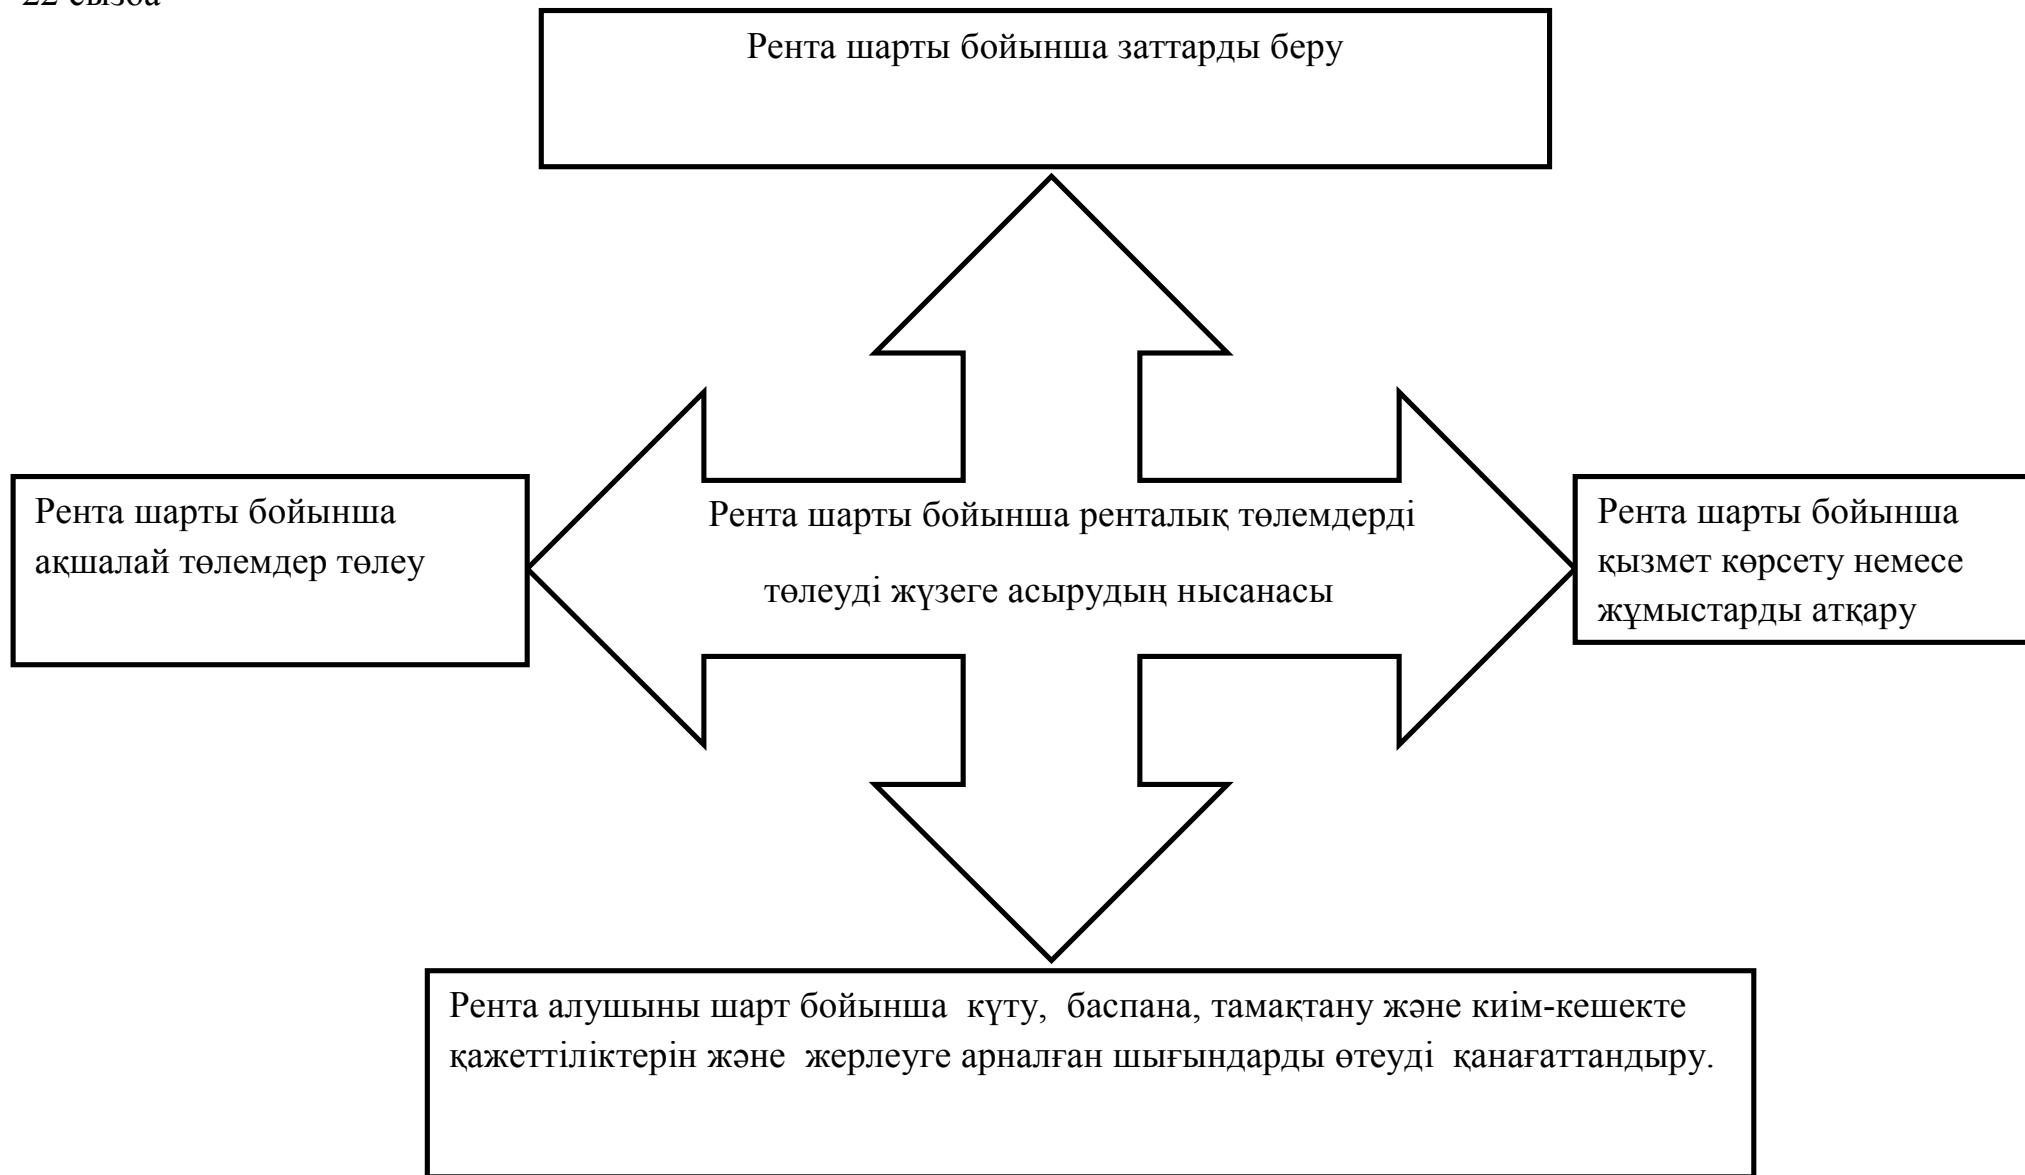 22 сызба
Рента шарты бойынша заттарды беру
Рента шарты бойынша
ақшалай төлемдер төлеу
Рента шарты бойынша ренталық төлемдерді
төлеуді жүзеге асырудың нысанасы
Рента шарты бойынша
қызмет көрсету немесе
жұмыстарды атқару
Рента алушыны шарт бойынша  күту,  баспана, тамақтану және киім-кешекте
қажеттіліктерін және  жерлеуге арналған шығындарды өтеуді  қанағаттандыру.